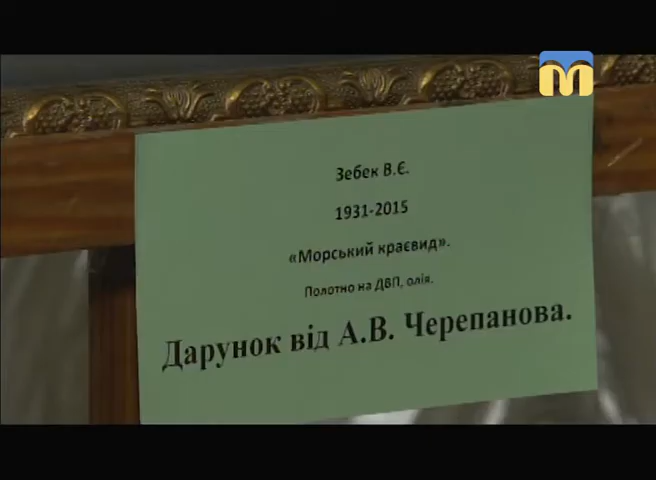 Зебек В.Є.
1931-2015
«Морський краєвид».
Полотно на ДВП, олія.
Дарунок від А.В. Черепанова.